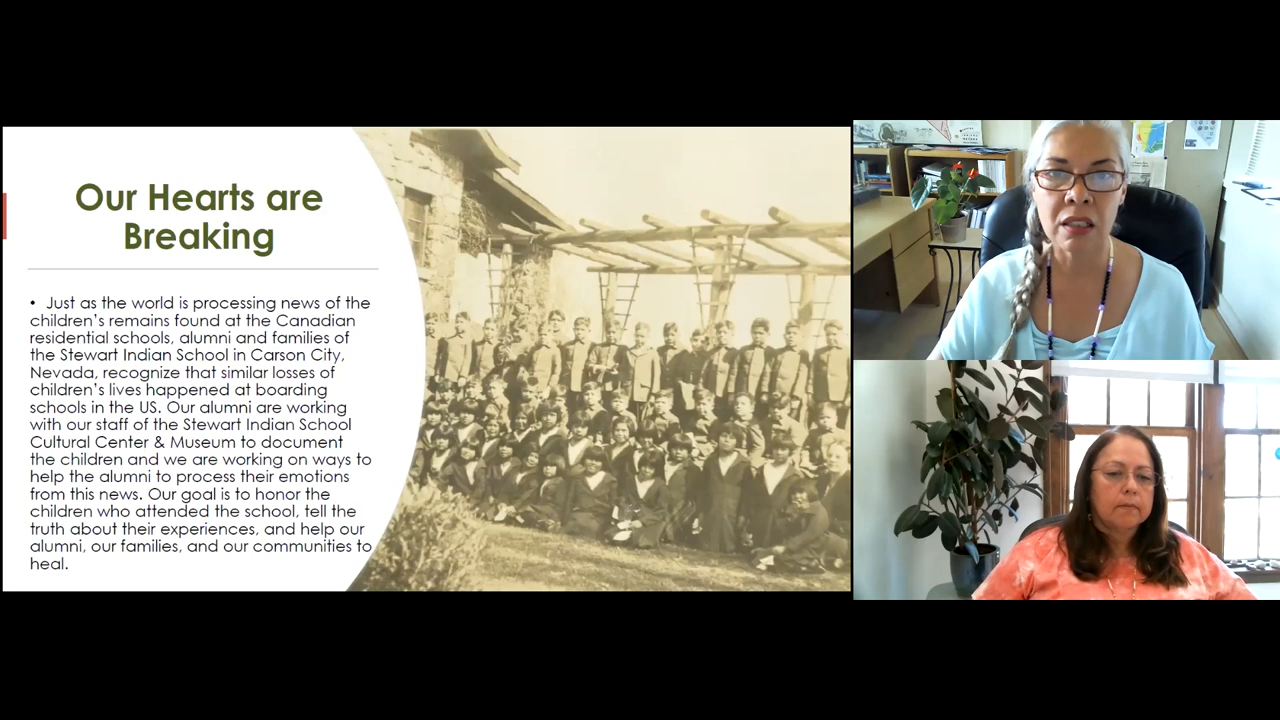 Our Hearts are
Breaking
• Just as the world is processing news of the
children's remains found at the Canadian
residential schools, alumni and families of
the Stewart Indian School in Carson City,
Nevada, recognize that similar losses of
children's lives happened at boarding
schools in the US. Our alumni are working
with our staff of the Stewart Indian School
Cultural Center & Museum to document
the children and we are working on ways to
help the alumni to process their emotions
from this news. Our goal is to honor the
children who attended the school, tell the
truth about their experiences, and help our
alumni, our families, and our communities to
heal.